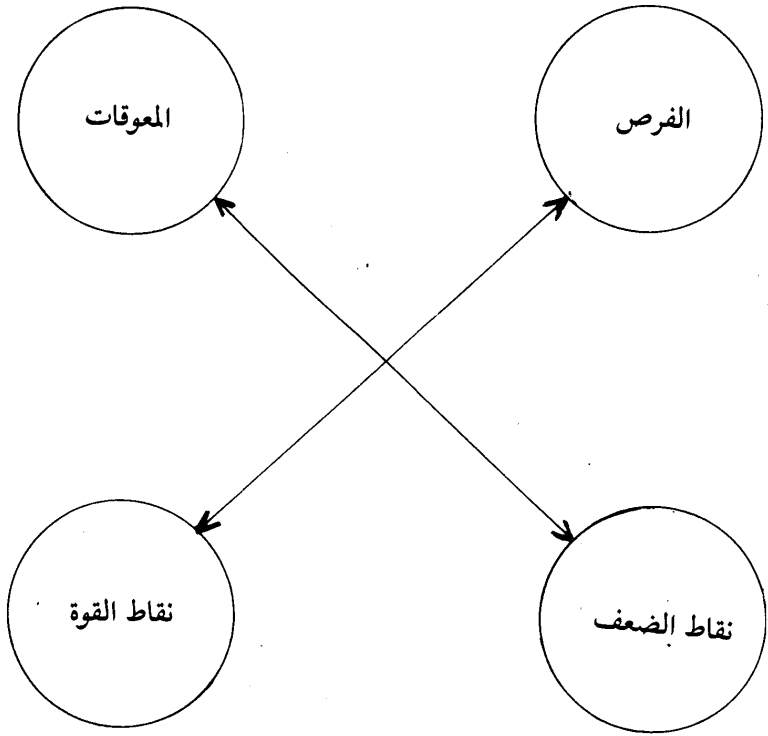 الفرص
المعوقات
نقاط الضعف
نقاط القوة